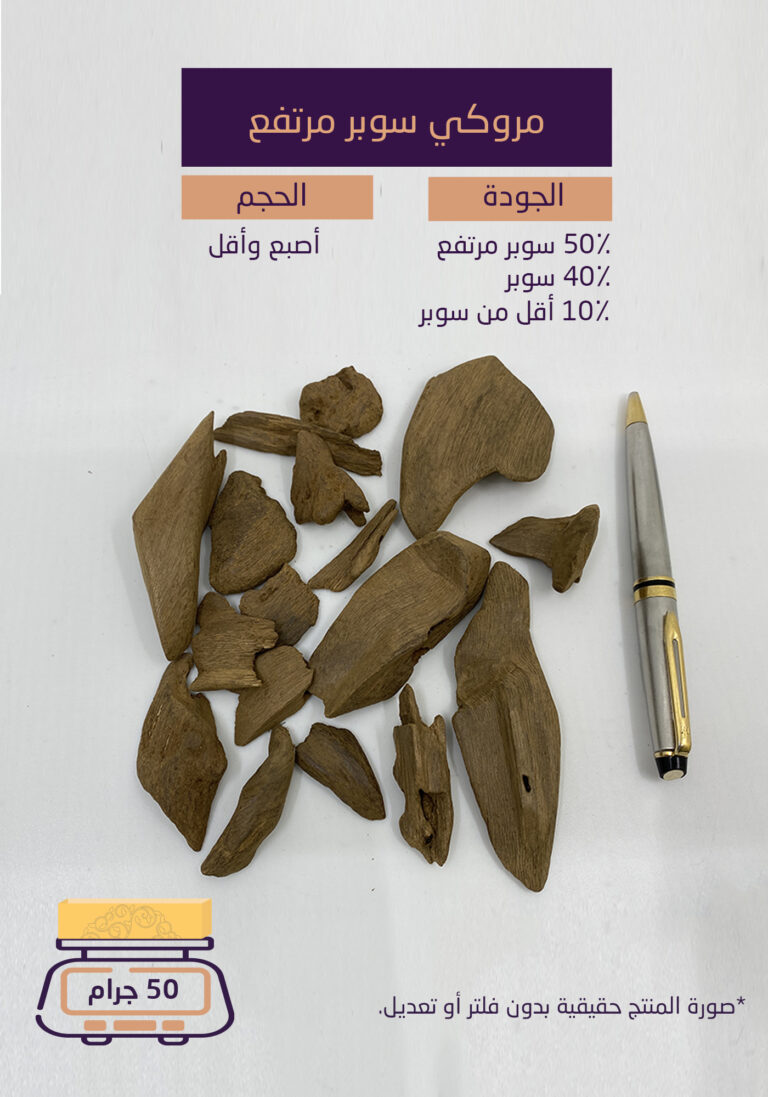 مروكي سوبر مرتفع
الجودة
50٪ سوبر مرتفع
40٪ سوبر
10٪ أقل من سوبر
الحجم
أصبع وأقل
50 جرام
*صورة المنتج حقيقية بدون فلتر أو تعديل.